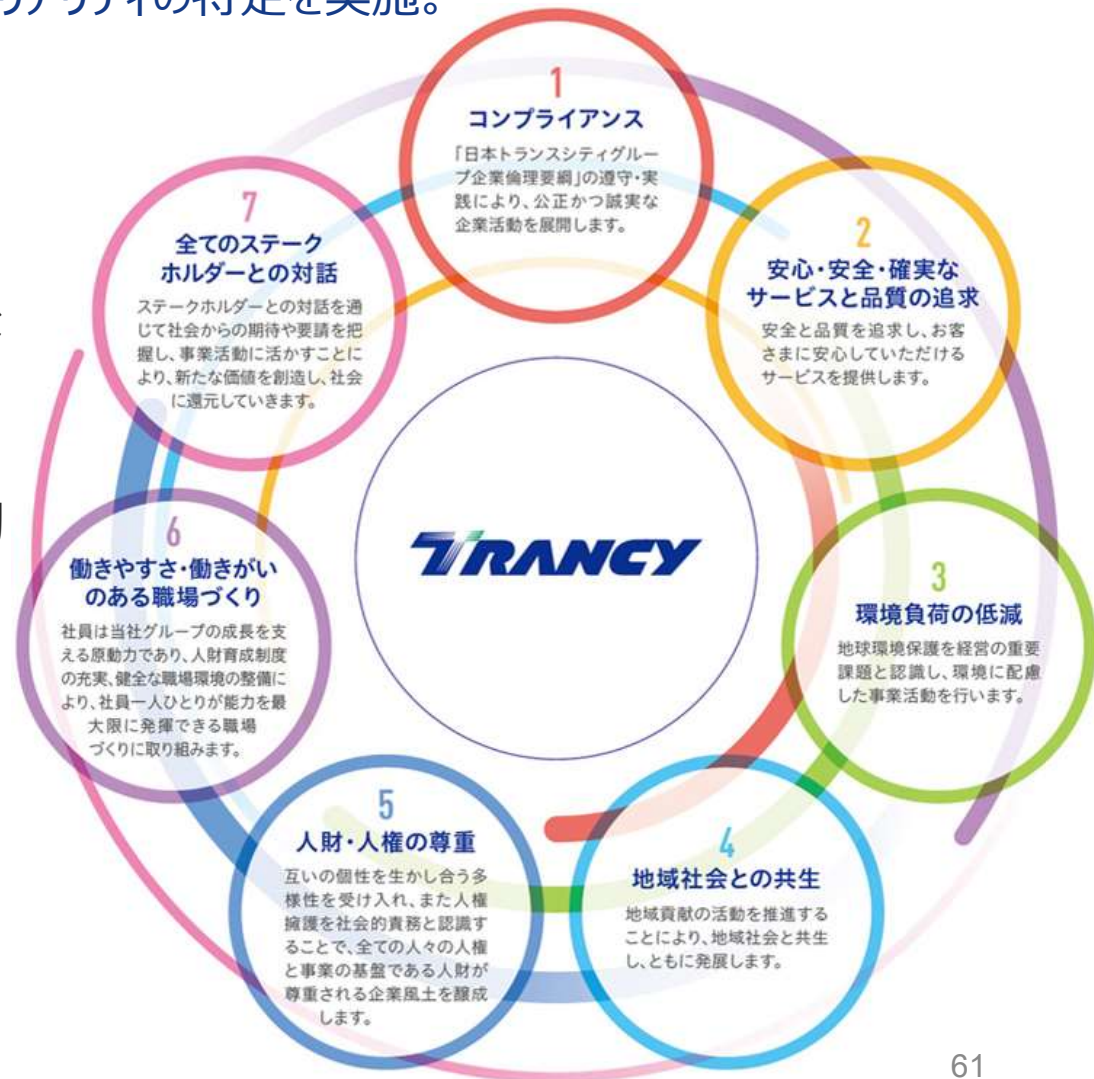 の特定を実施。
1
コンプライアンス
「日本トランスシティグルー
プ企業倫理要綱」の遵守・実
践により、公正かつ誠実な
企業活動を展開します。
2
安心・安全・確実な
サービスと品質の追求
安全と品質を追求し、お客
さまに安心していただける
サービスを提供します。
3
環境負荷の低減
地球環境保護を経営の重要
課題と認識し、環境に配慮
した事業活動を行います。
4
地域社会との共生
地域貢献の活動を推進する
ことにより、地域社会と共生
し、ともに発展します。
5
人財・人権の尊重
互いの個性を生かし合う多
様性を受け入れ、また人権
擁護を社会的責務と認識す
ることで、全ての人々の人権
と事業の基盤である人財が
尊重される企業風土を醸成
します。
6
働きやすさ・働きがい
のある職場づくり
社員は当社グループの成長を支
える原動力であり、人財育成制度
の充実、健全な職場環境の整備に
より、社員一人ひとりが能力を最
大限に発揮できる職場
づくりに取り組みます。
7
全てのステーク
ホルダーとの対話
ステークホルダーとの対話を通
じて社会からの期待や要請を把
握し、事業活動に活かすことに
より、新たな価値を創造し、社会
に還元していきます。
TRANCY
61